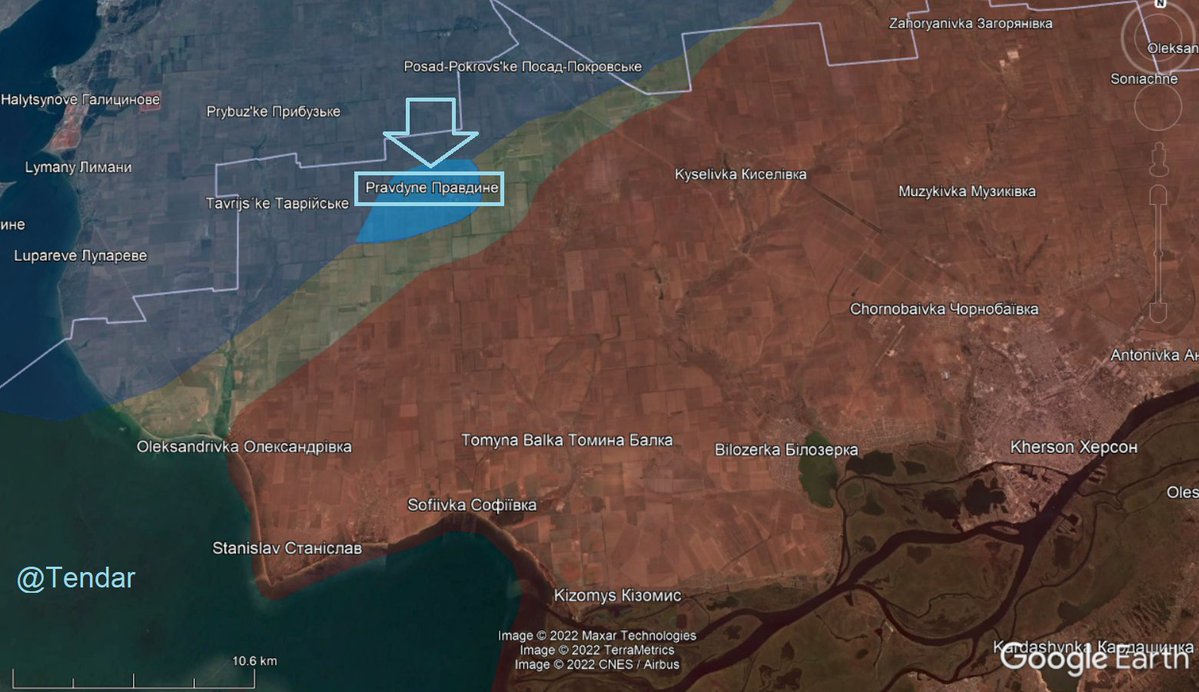 N
Zahoryanivka Загорянівка
Oleksan
Posad-Pokrovs'ke Посад-Покровське
Soniachne
Halytsynove Галицинове
Prybuz'ke Прибузьке
Lymany Лимани
Kyselivka Киселівка
Pravdyne Правдине
Muzykivka Музиківка
Tavrijs'ke Таврійське
ине
Lupareve Лупареве
Chornobaivka Чорнобаївка
Antonivka Ан
Oleksandrivka Олександрівка
Tomyna Balka Томина Балка
Bilozerka Білозерка
Kherson Херсон
Oles
Sofiivka Софіївка
Stanislav Станіслав
@Tendar
Kizomys Кізомис
Image © 2022 Maxar Technologies
Image © 2022 TerraMetrics
Image © 2022 CNES / Airbus
Kardashynka Кардашинка
Google Earth
10.6 km